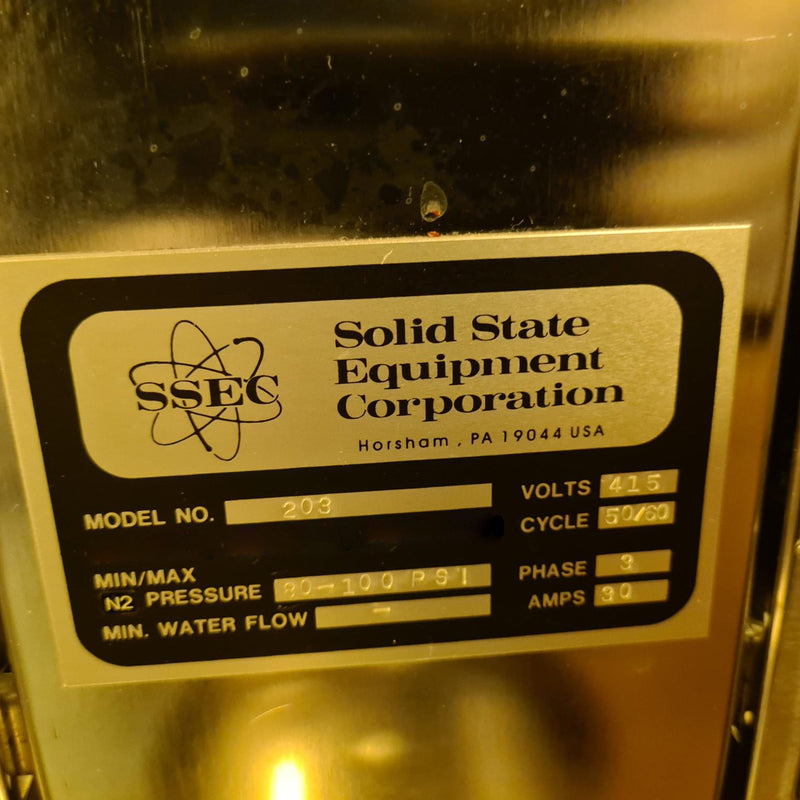 SSEC
Solid State
Equipment
Corporation
Horsham, PA 19044 USA
MODEL NO. 203
VOLTS 415
CYCLE 50/60
MIN/MAX
N2 PRESSURE 80-100 PSI
MIN. WATER FLOW -
PHASE 3
AMPS 30